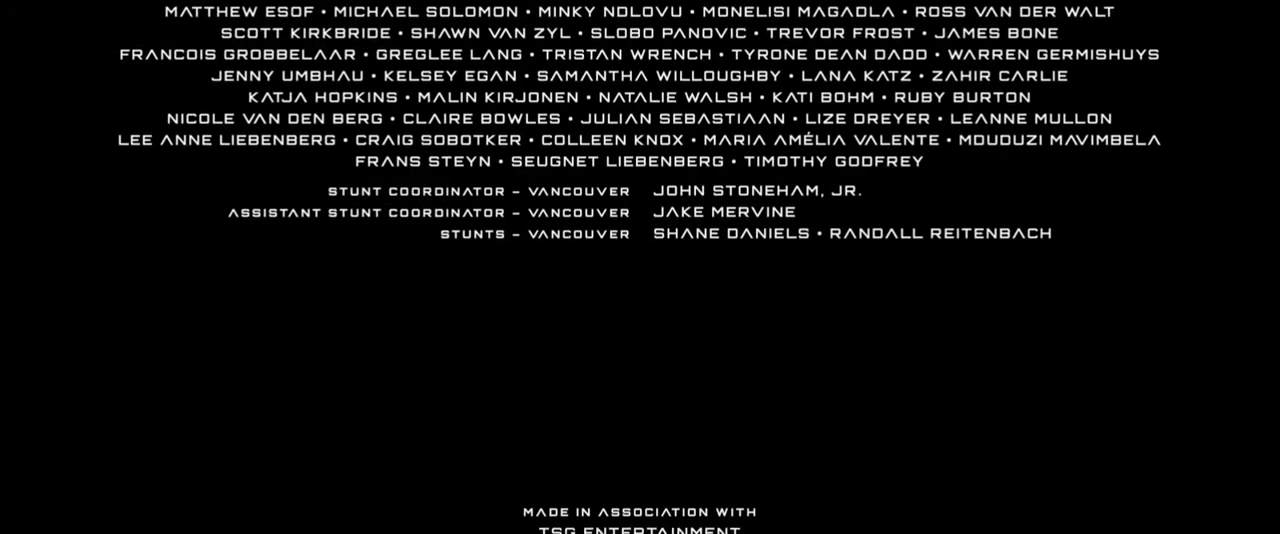 MATTHEW ESOF • MICHAEL SOLOMON • MINKY NDLOVU • MONELISI MAGADLA • ROSS VAN DER WALT
SCOTT KIRKBRIDE • SHAWN VAN ZYL • SLOBO PANOVIC • TREVOR FROST • JAMES BONE
FRANCOIS GROBBELAAR • GREGLEE LANG • TRISTAN WRENCH • TYRONE DEAN DADD • WARREN GERMISHUYS
JENNY UMBHAU • KELSEY EGAN • SAMANTHA WILLOUGHBY • LANA KATZ • ZAHIR CARLIE
KATJA HOPKINS • MALIN KIRJONEN • NATALIE WALSH • KATI BOHM • RUBY BURTON
NICOLE VAN DEN BERG • CLAIRE BOWLES • JULIAN SEBASTIAAN • LIZE DREYER • LEANNE MULLON
LEE ANNE LIEBENBERG • CRAIG SOBOTKER • COLLEEN KNOX • MARIA AMÉLIA VALENTE • MDUDUZI MAVIMBELA
FRANS STEYN • SEUGNET LIEBENBERG • TIMOTHY GODFREY
STUNT COORDINATOR – VANCOUVER JOHN STONEHAM, JR.
ASSISTANT STUNT COORDINATOR – VANCOUVER JAKE MERVINE
STUNTS – VANCOUVER SHANE DANIELS • RANDALL REITENBACH
MADE IN ASSOCIATION WITH
TSG ENTERTAINMENT